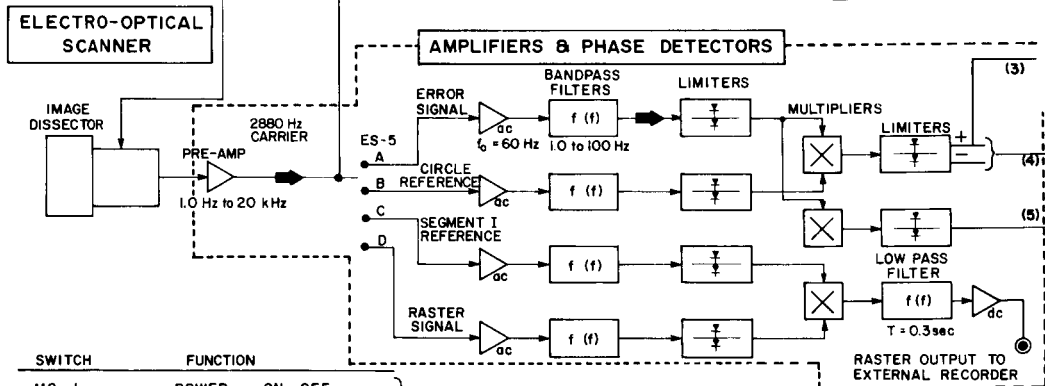 ELECTRO-OPTICAL
SCANNER
AMPLIFIERS & PHASE DETECTORS
IMAGE
DISSECTOR
PRE-AMP
1.0 Hz to 20 kHz
2880 Hz
CARRIER
ES-5
A
B
C
D
ERROR
SIGNAL
ac
f₀ = 60 Hz
BANDPASS
FILTERS
f (f)
1.0 to 100 Hz
LIMITERS
MULTIPLIERS
LIMITERS
+
−
(3)
(4)
CIRCLE
REFERENCE
ac
f (f)
(5)
SEGMENT I
REFERENCE
ac
f (f)
LOW PASS
FILTER
f (f)
T = 0.3 sec
dc
RASTER
SIGNAL
ac
f (f)
RASTER OUTPUT TO
EXTERNAL RECORDER
SWITCH FUNCTION
POWER ON OFF